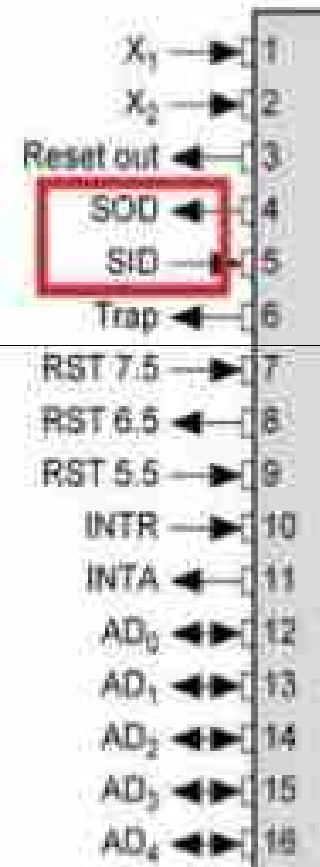 X₁ 1
X₂ 2
Reset out 3
SOD 4
SID 5
Trap 6
RST 7.5 7
RST 6.5 8
RST 5.5 9
INTR 10
INTA 11
AD₀ 12
AD₁ 13
AD₂ 14
AD₃ 15
AD₄ 16